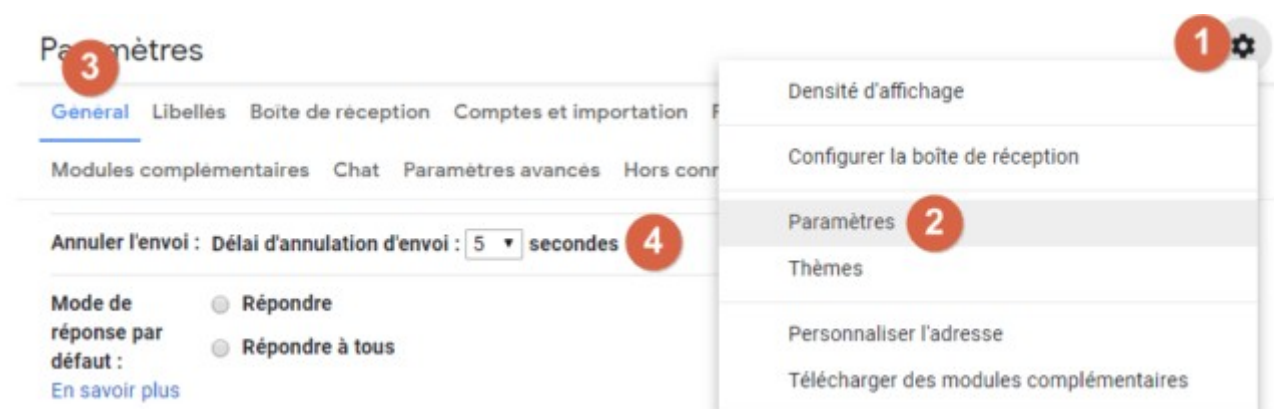 Paramètres
1
3
Général Libellés Boîte de réception Comptes et importation
Modules complémentaires Chat Paramètres avancés Hors
Annuler l'envoi : Délai d'annulation d'envoi : 5 secondes 4
Mode de
réponse par
défaut :
En savoir plus
Répondre
Répondre à tous
Densité d'affichage
Configurer la boîte de réception
Paramètres 2
Thèmes
Personnaliser l'adresse
Télécharger des modules complémentaires